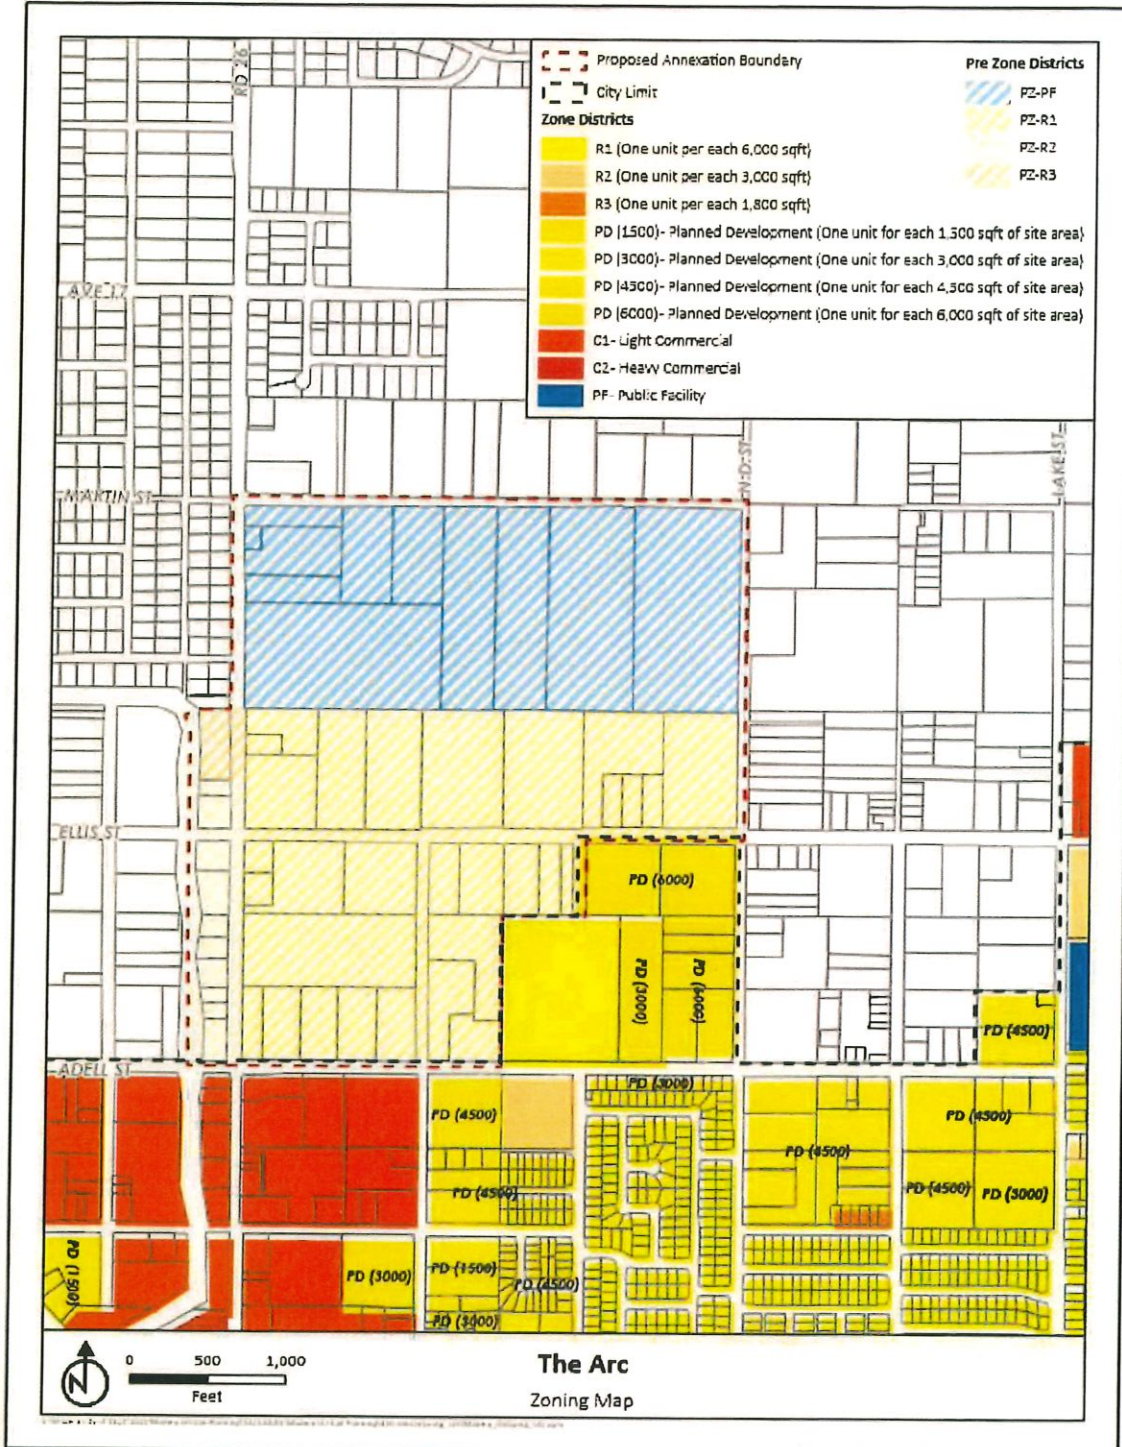 Proposed Annexation Boundary
City Limit
Zone Districts
R1 (One unit per each 6,000 sqft)
R2 (One unit per each 3,000 sqft)
R3 (One unit per each 1,800 sqft)
PD (1500)- Planned Development (One unit for each 1,500 sqft of site area)
PD (3000)- Planned Development (One unit for each 3,000 sqft of site area)
PD (4500)- Planned Development (One unit for each 4,500 sqft of site area)
PD (6000)- Planned Development (One unit for each 6,000 sqft of site area)
C1- Light Commercial
C2- Heavy Commercial
PF- Public Facility
Pre Zone Districts
PZ-PF
PZ-R1
PZ-R2
PZ-R3
RD 26
AVE 17
MARTIN ST
N D ST
LAKE ST
ELLIS ST
PD (6000)
PD (3000)
PD (6000)
PD (4500)
ADELL ST
PD (3000)
PD (4500)
PD (4500)
PD (4500)
PD (4500)
PD (4500)
PD (3000)
PD (1500)
PD (3000)
PD (1500)
PD (4500)
PD (3000)
N
0 500 1,000
Feet
The Arc
Zoning Map